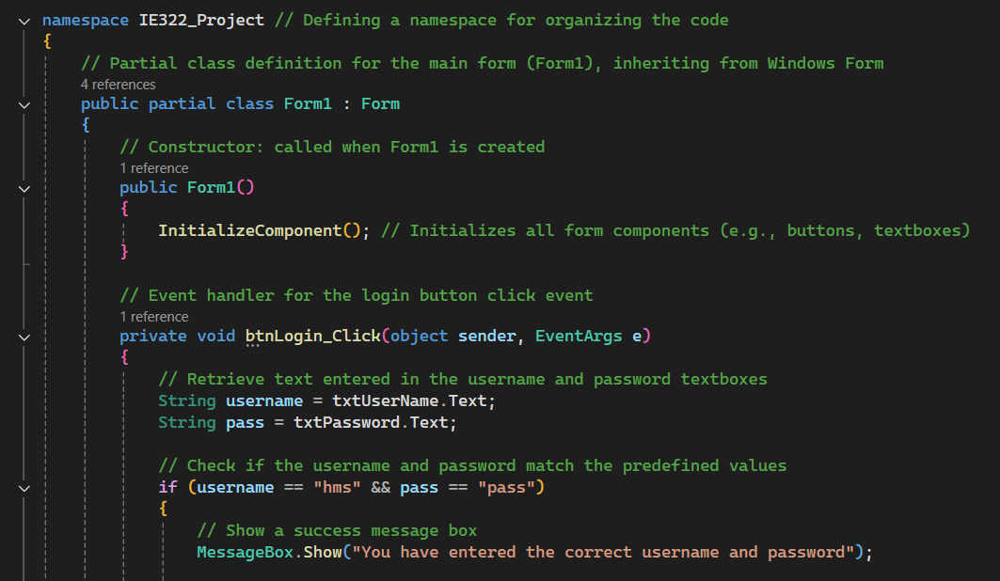 namespace IE322_Project // Defining a namespace for organizing the code
{
// Partial class definition for the main form (Form1), inheriting from Windows Form
4 references
public partial class Form1 : Form
{
// Constructor: called when Form1 is created
1 reference
public Form1()
{
InitializeComponent(); // Initializes all form components (e.g., buttons, textboxes)
}
// Event handler for the login button click event
1 reference
private void btnLogin_Click(object sender, EventArgs e)
{
// Retrieve text entered in the username and password textboxes
String username = txtUserName.Text;
String pass = txtPassword.Text;
// Check if the username and password match the predefined values
if (username == "hms" && pass == "pass")
{
// Show a success message box
MessageBox.Show("You have entered the correct username and password");